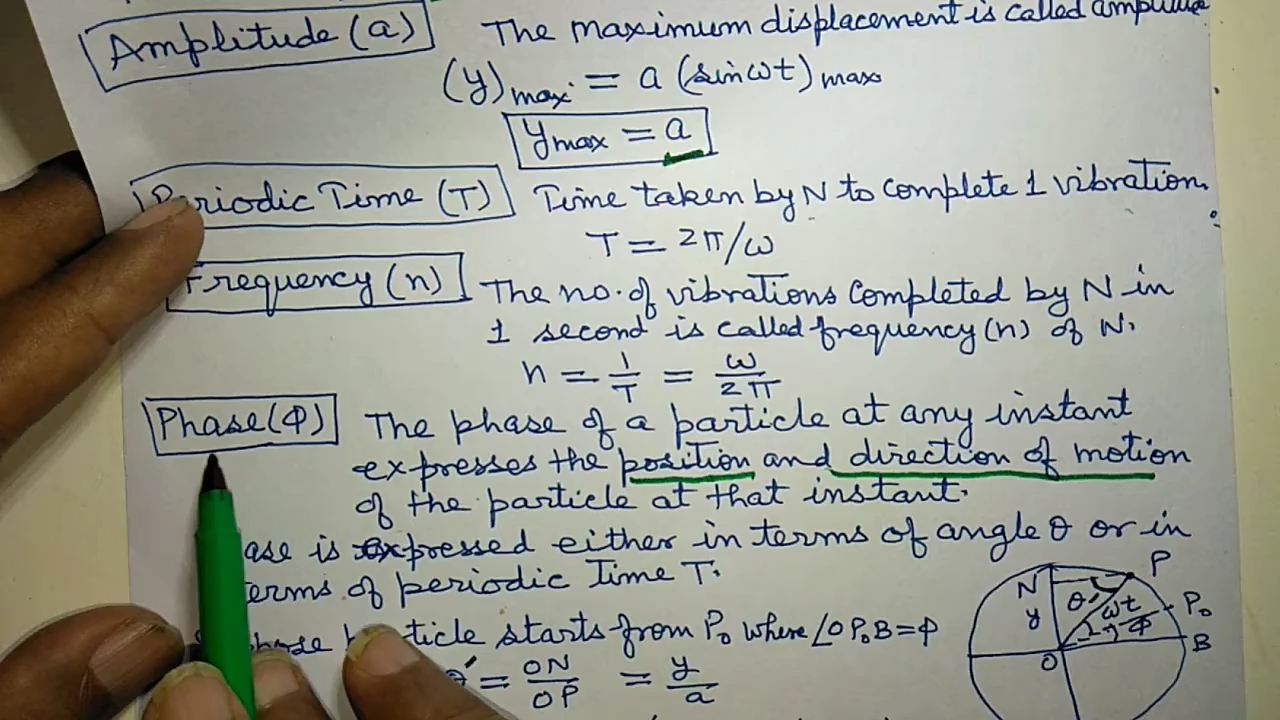 Amplitude (a) The maximum displacement is called amplitude
(y)max = a (sinωt) max
ymax = a
Periodic Time (T) Time taken by N to complete 1 vibration.
T = 2π/ω
Frequency (n) The no. of vibrations completed by N in
1 second is called frequency (n) of N.
n = 1/T = ω/2π
Phase (Φ) The phase of a particle at any instant
expresses the position and direction of motion
of the particle at that instant.
ase is expressed either in terms of angle θ or in
terms of periodic Time T.
ticle starts from P₀ where ∠OP₀B = Φ
= ON/OP = y/a
N P
θ' ωt P₀
y Φ B
O